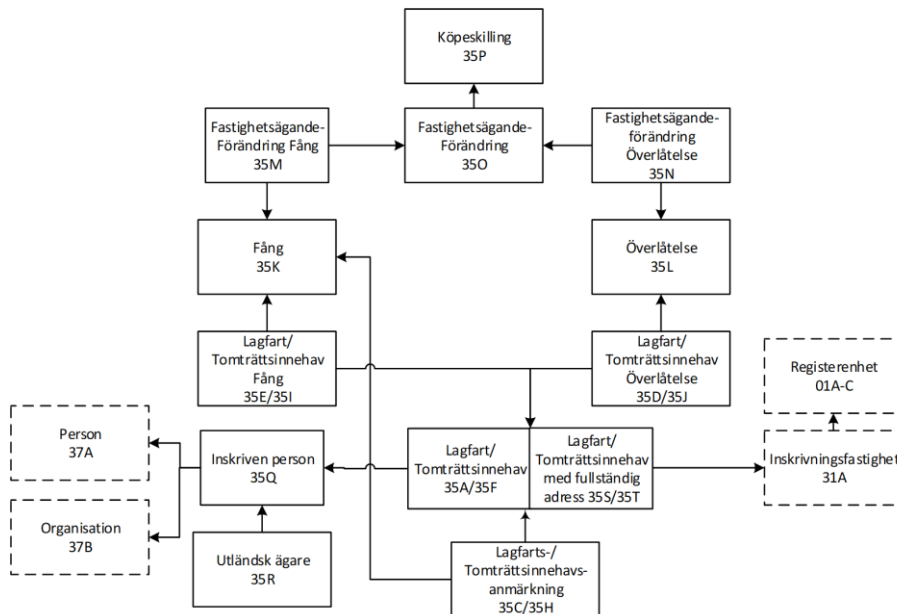 Köpeskilling
35P
Fastighetsägande-
Förändring Fång
35M
Fastighetsägande-
Förändring
35O
Fastighetsägande-
förändring
Överlåtelse
35N
Fång
35K
Överlåtelse
35L
Lagfart/
Tomträttsinnehav
Fång
35E/35I
Lagfart/
Tomträttsinnehav
Överlåtelse
35D/35J
Registerenhet
01A-C
Person
37A
Inskriven person
35Q
Lagfart/
Tomträttsinnehav
35A/35F
Lagfart/
Tomträttsinnehav
med fullständig
adress 35S/35T
Inskrivningsfastighet
31A
Organisation
37B
Utländsk ägare
35R
Lagfarts-/
Tomträttsinnehavs-
anmärkning
35C/35H